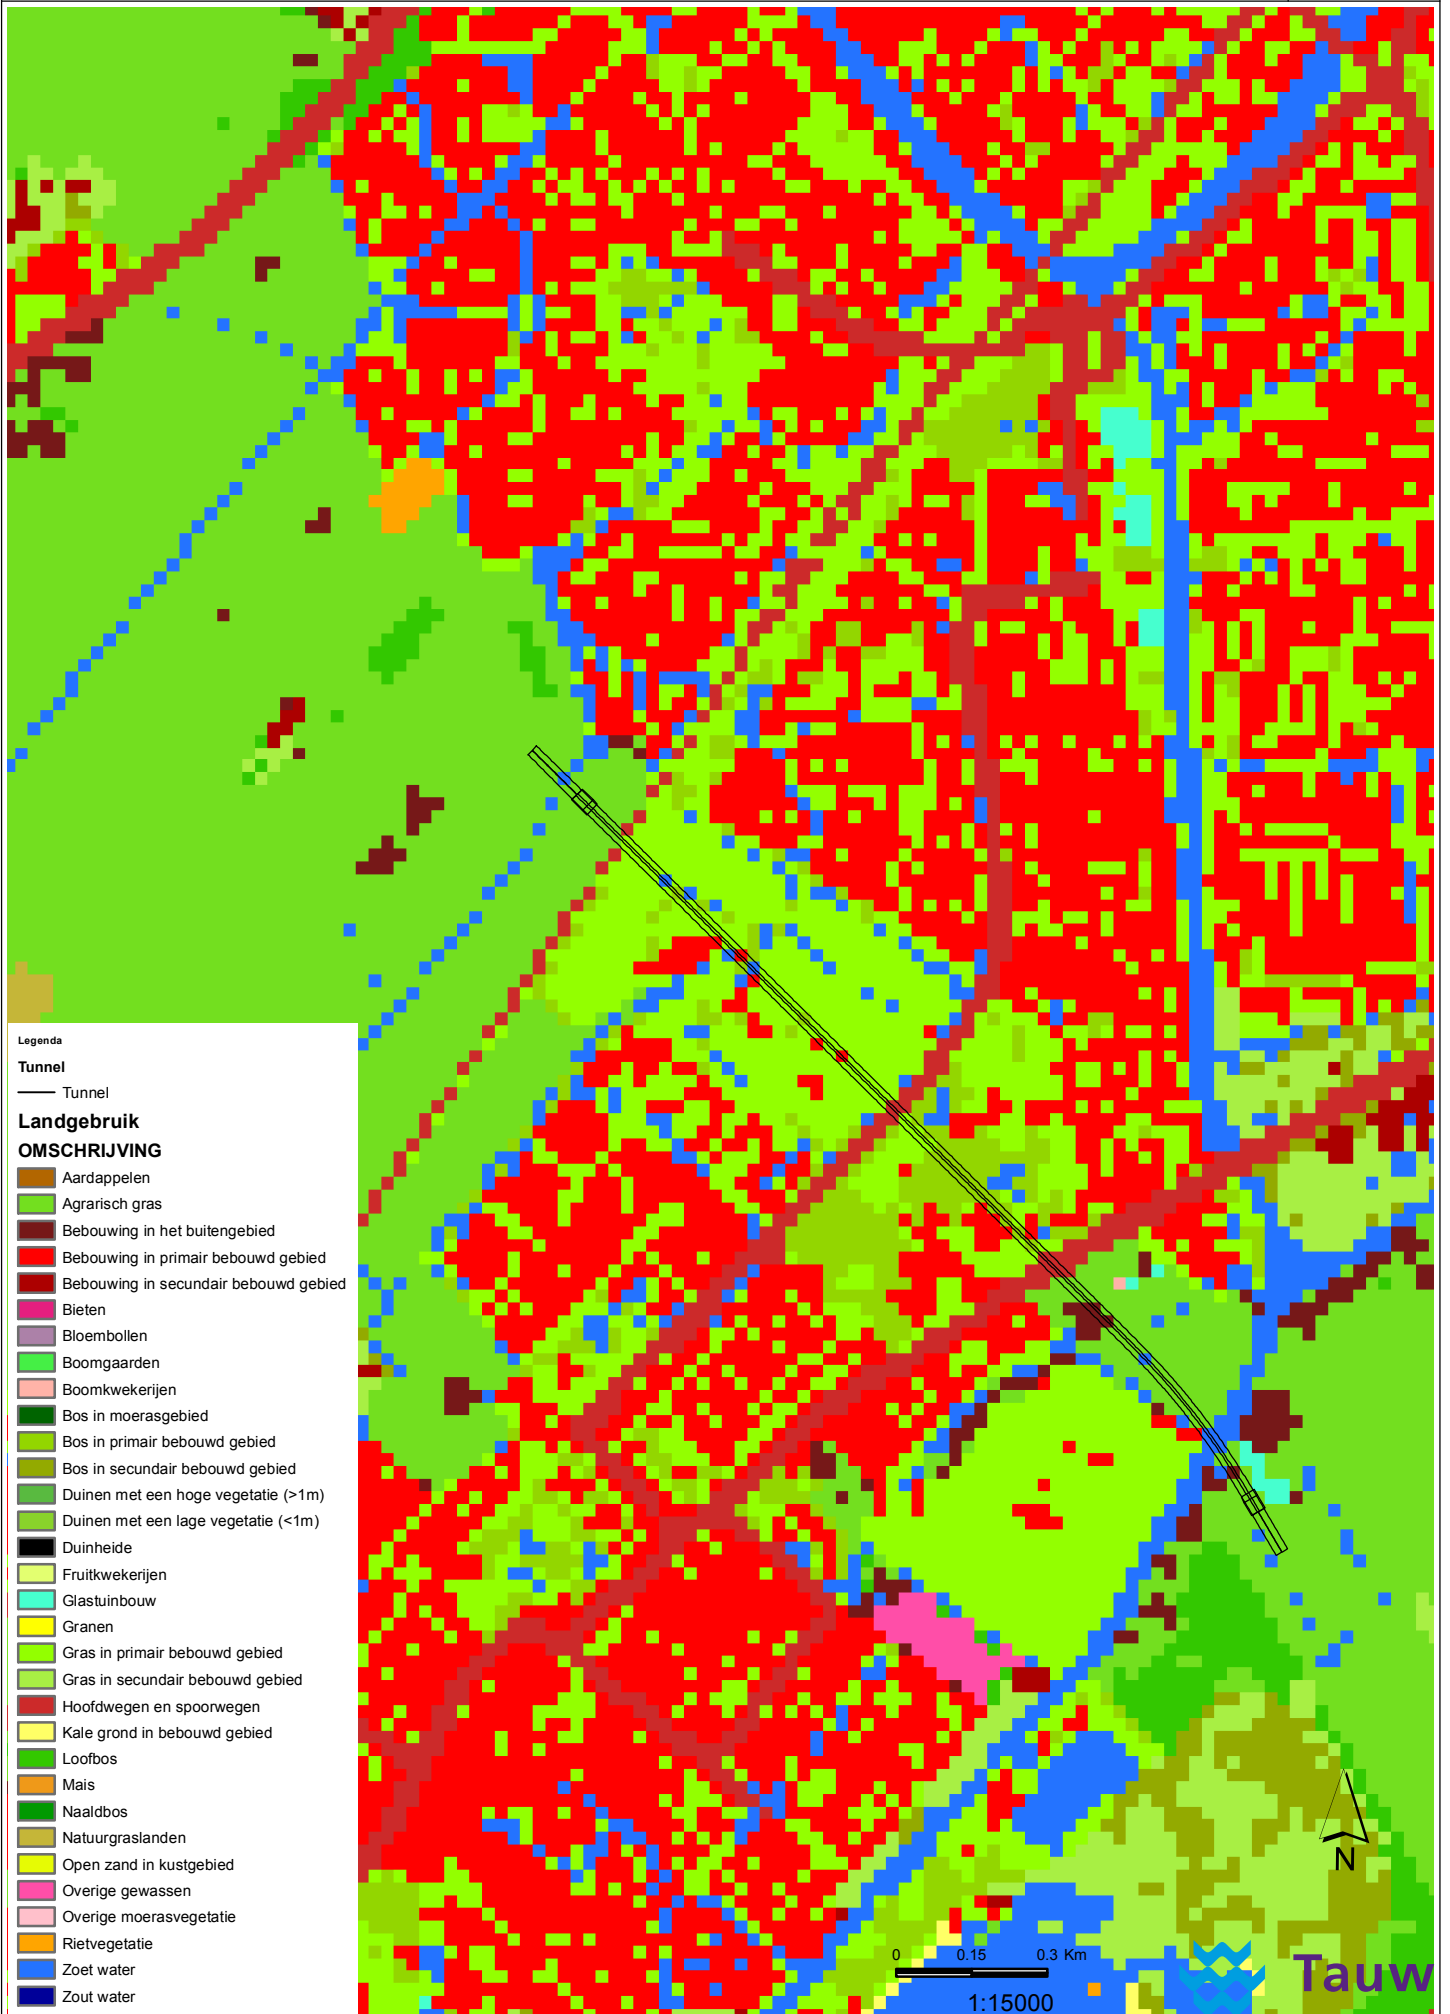 Legenda
Tunnel
Tunnel
Landgebruik
OMSCHRIJVING
Aardappelen
Agrarisch gras
Bebouwing in het buitengebied
Bebouwing in primair bebouwd gebied
Bebouwing in secundair bebouwd gebied
Bieten
Bloembollen
Boomgaarden
Boomkwekerijen
Bos in moerasgebied
Bos in primair bebouwd gebied
Bos in secundair bebouwd gebied
Duinen met een hoge vegetatie (>1m)
Duinen met een lage vegetatie (<1m)
Duinheide
Fruitkwekerijen
Glastuinbouw
Granen
Gras in primair bebouwd gebied
Gras in secundair bebouwd gebied
Hoofdwegen en spoorwegen
Kale grond in bebouwd gebied
Loofbos
Mais
Naaldbos
Natuurgraslanden
Open zand in kustgebied
Overige gewassen
Overige moerasvegetatie
Rietvegetatie
Zoet water
Zout water
N
0 0.15 0.3 Km
1:15000
Tauw